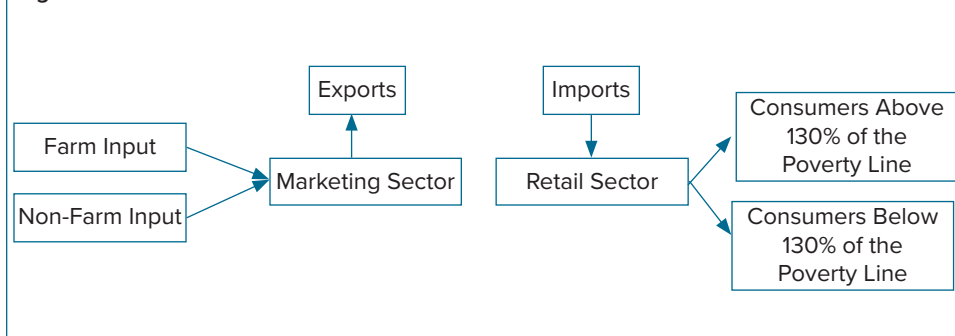 Exports
Imports
Farm Input
Non-Farm Input
Marketing Sector
Retail Sector
Consumers Above
130% of the
Poverty Line
Consumers Below
130% of the
Poverty Line